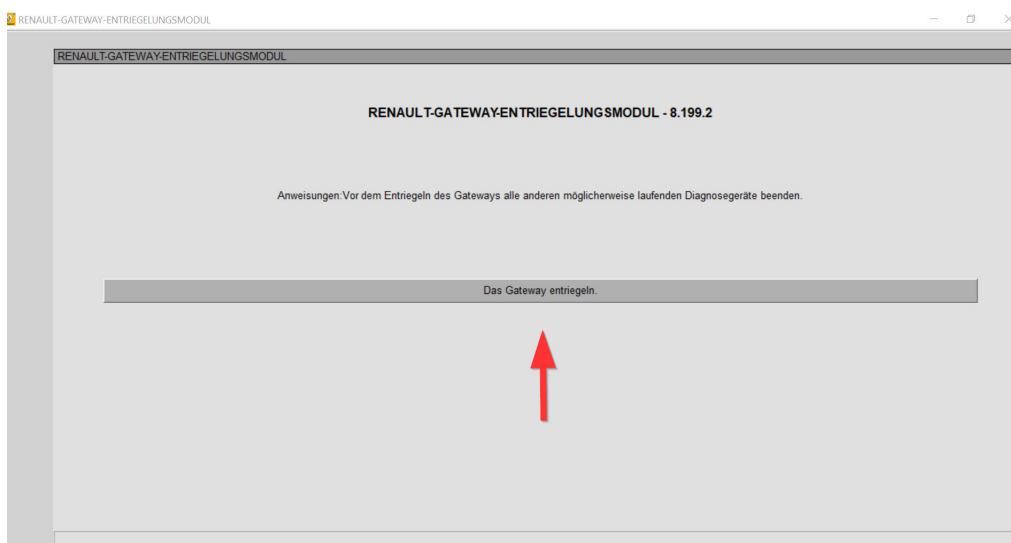 RENAULT-GATEWAY-ENTRIEGELUNGSMODUL
RENAULT-GATEWAY-ENTRIEGELUNGSMODUL
RENAULT-GATEWAY-ENTRIEGELUNGSMODUL - 8.199.2
Anweisungen:Vor dem Entriegeln des Gateways alle anderen möglicherweise laufenden Diagnosegeräte beenden.
Das Gateway entriegeln.